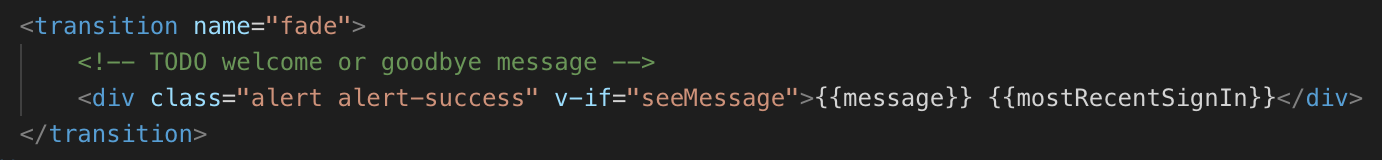 <transition name="fade">
<!-- TODO welcome or goodbye message -->
<div class="alert alert-success" v-if="seeMessage">{{message}} {{mostRecentSignIn}}</div>
</transition>